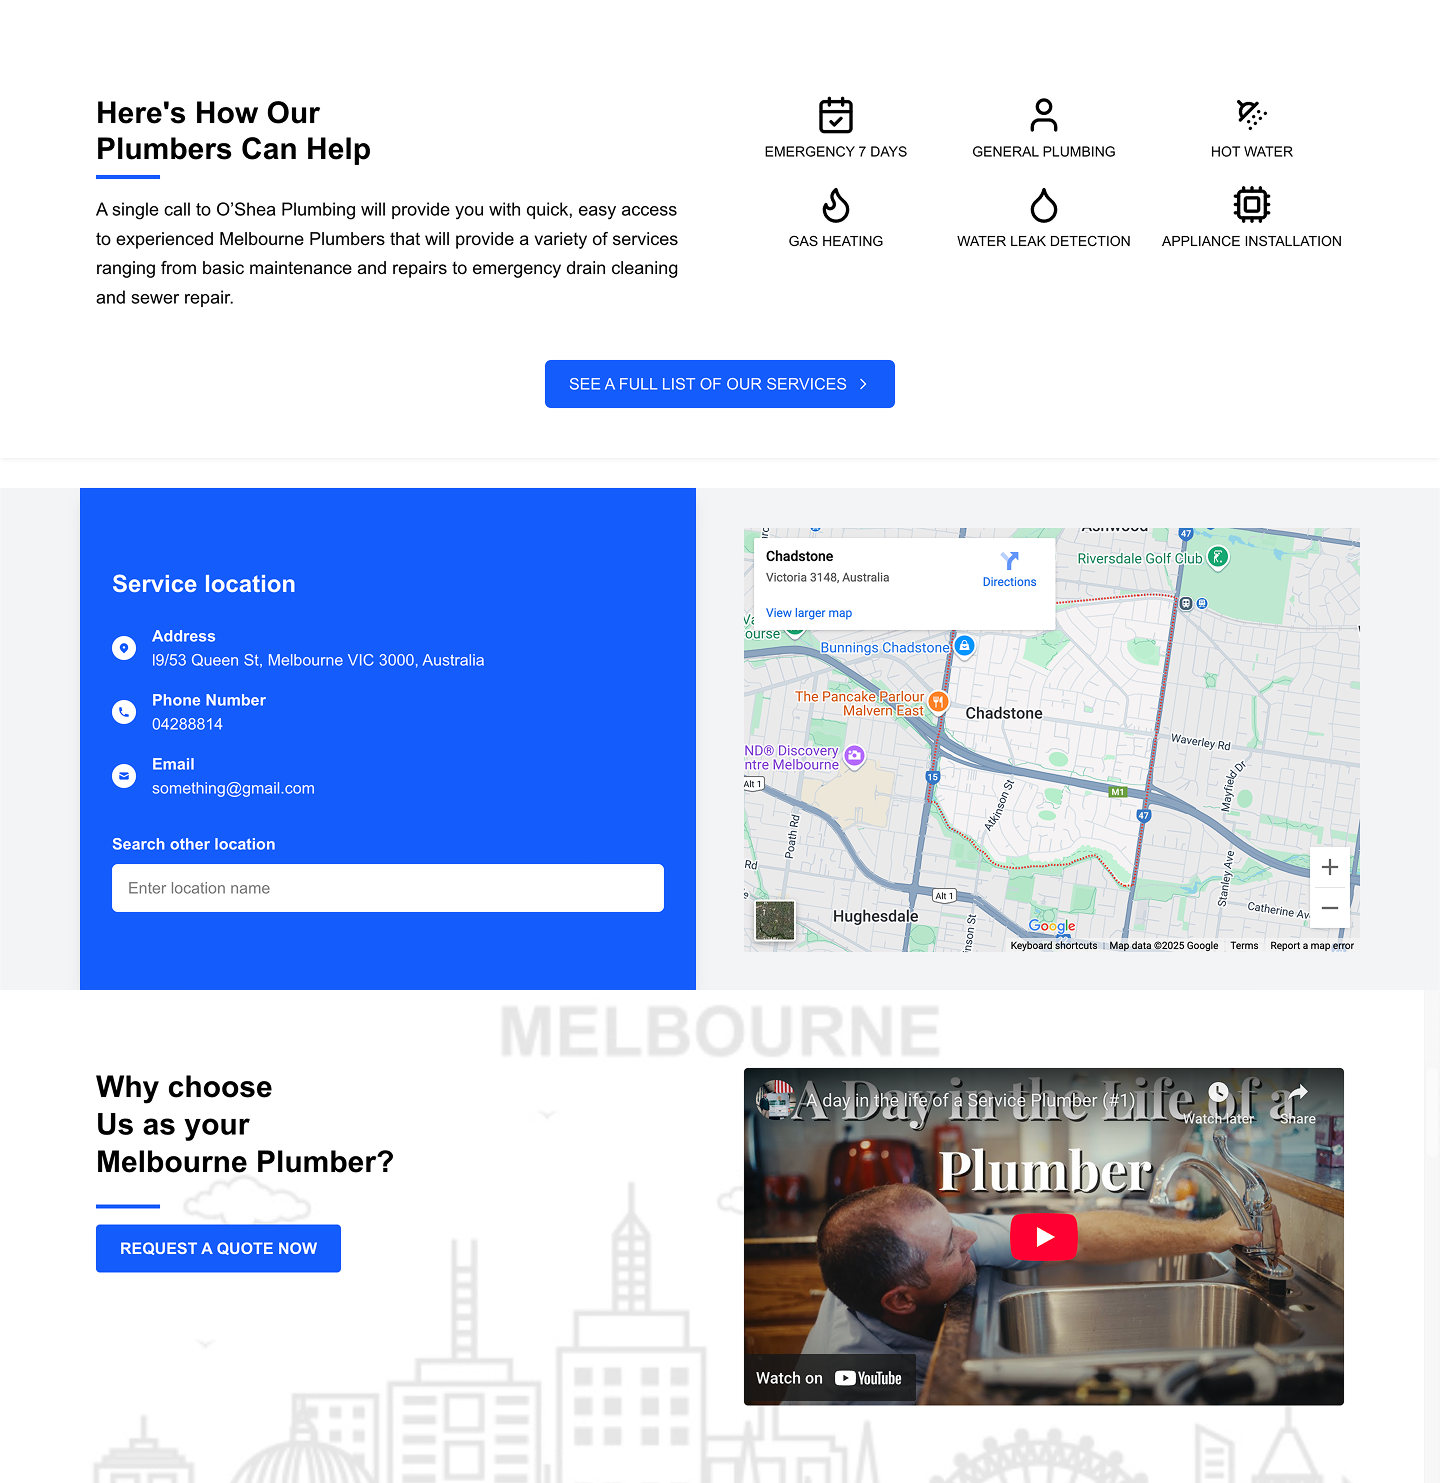 Here's How Our
Plumbers Can Help
A single call to O’Shea Plumbing will provide you with quick, easy access
to experienced Melbourne Plumbers that will provide a variety of services
ranging from basic maintenance and repairs to emergency drain cleaning
and sewer repair.
EMERGENCY 7 DAYS
GENERAL PLUMBING
HOT WATER
GAS HEATING
WATER LEAK DETECTION
APPLIANCE INSTALLATION
SEE A FULL LIST OF OUR SERVICES
Service location
Address
l9/53 Queen St, Melbourne VIC 3000, Australia
Phone Number
04288814
Email
something@gmail.com
Search other location
Enter location name
Ashwood
47
Chadstone
Victoria 3148, Australia
Directions
View larger map
Riversdale Golf Club
Va
ourse
Bunnings Chadstone
The Pancake Parlour
Malvern East
Chadstone
Waverley Rd
ND® Discovery
ntre Melbourne
15
Alt 1
M1
Mayfield Dr
Atkinson St
47
Poath Rd
Rd
Stanley Ave
Alt 1
Catherine Av
Hughesdale
Google
nson St
Keyboard shortcuts
Map data ©2025 Google
Terms
Report a map error
MELBOURNE
Why choose
Us as your
Melbourne Plumber?
REQUEST A QUOTE NOW
A day in the life of a Service Plumber (#1)
Watch later
Share
A Day in the Life of a
Plumber
Watch on YouTube